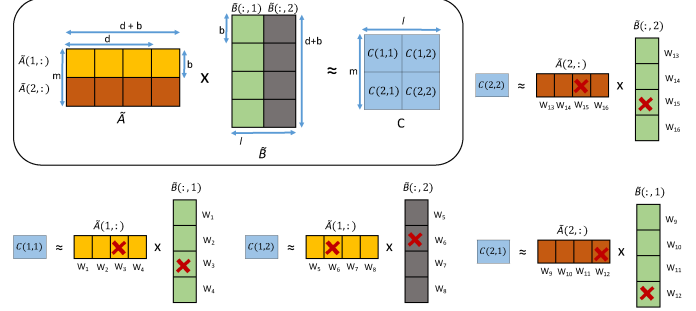 d + b
d
Ã(1,:)
Ã(2,:)
m
b
Ã
x
B̃(:,1) B̃(:,2)
b
d+b
l
B̃
≈
l
m
C(1,1) C(1,2)
C(2,1) C(2,2)
C
B̃(:,2)
Ã(2,:)
C(2,2) ≈ x
W13 W14 W15 W16
W13
W14
W15
W16
B̃(:,1)
Ã(1,:)
C(1,1) ≈ x
W1 W2 W3 W4
W1
W2
W3
W4
B̃(:,2)
Ã(1,:)
C(1,2) ≈ x
W5 W6 W7 W8
W5
W6
W7
W8
B̃(:,1)
Ã(2,:)
C(2,1) ≈ x
W9 W10 W11 W12
W9
W10
W11
W12